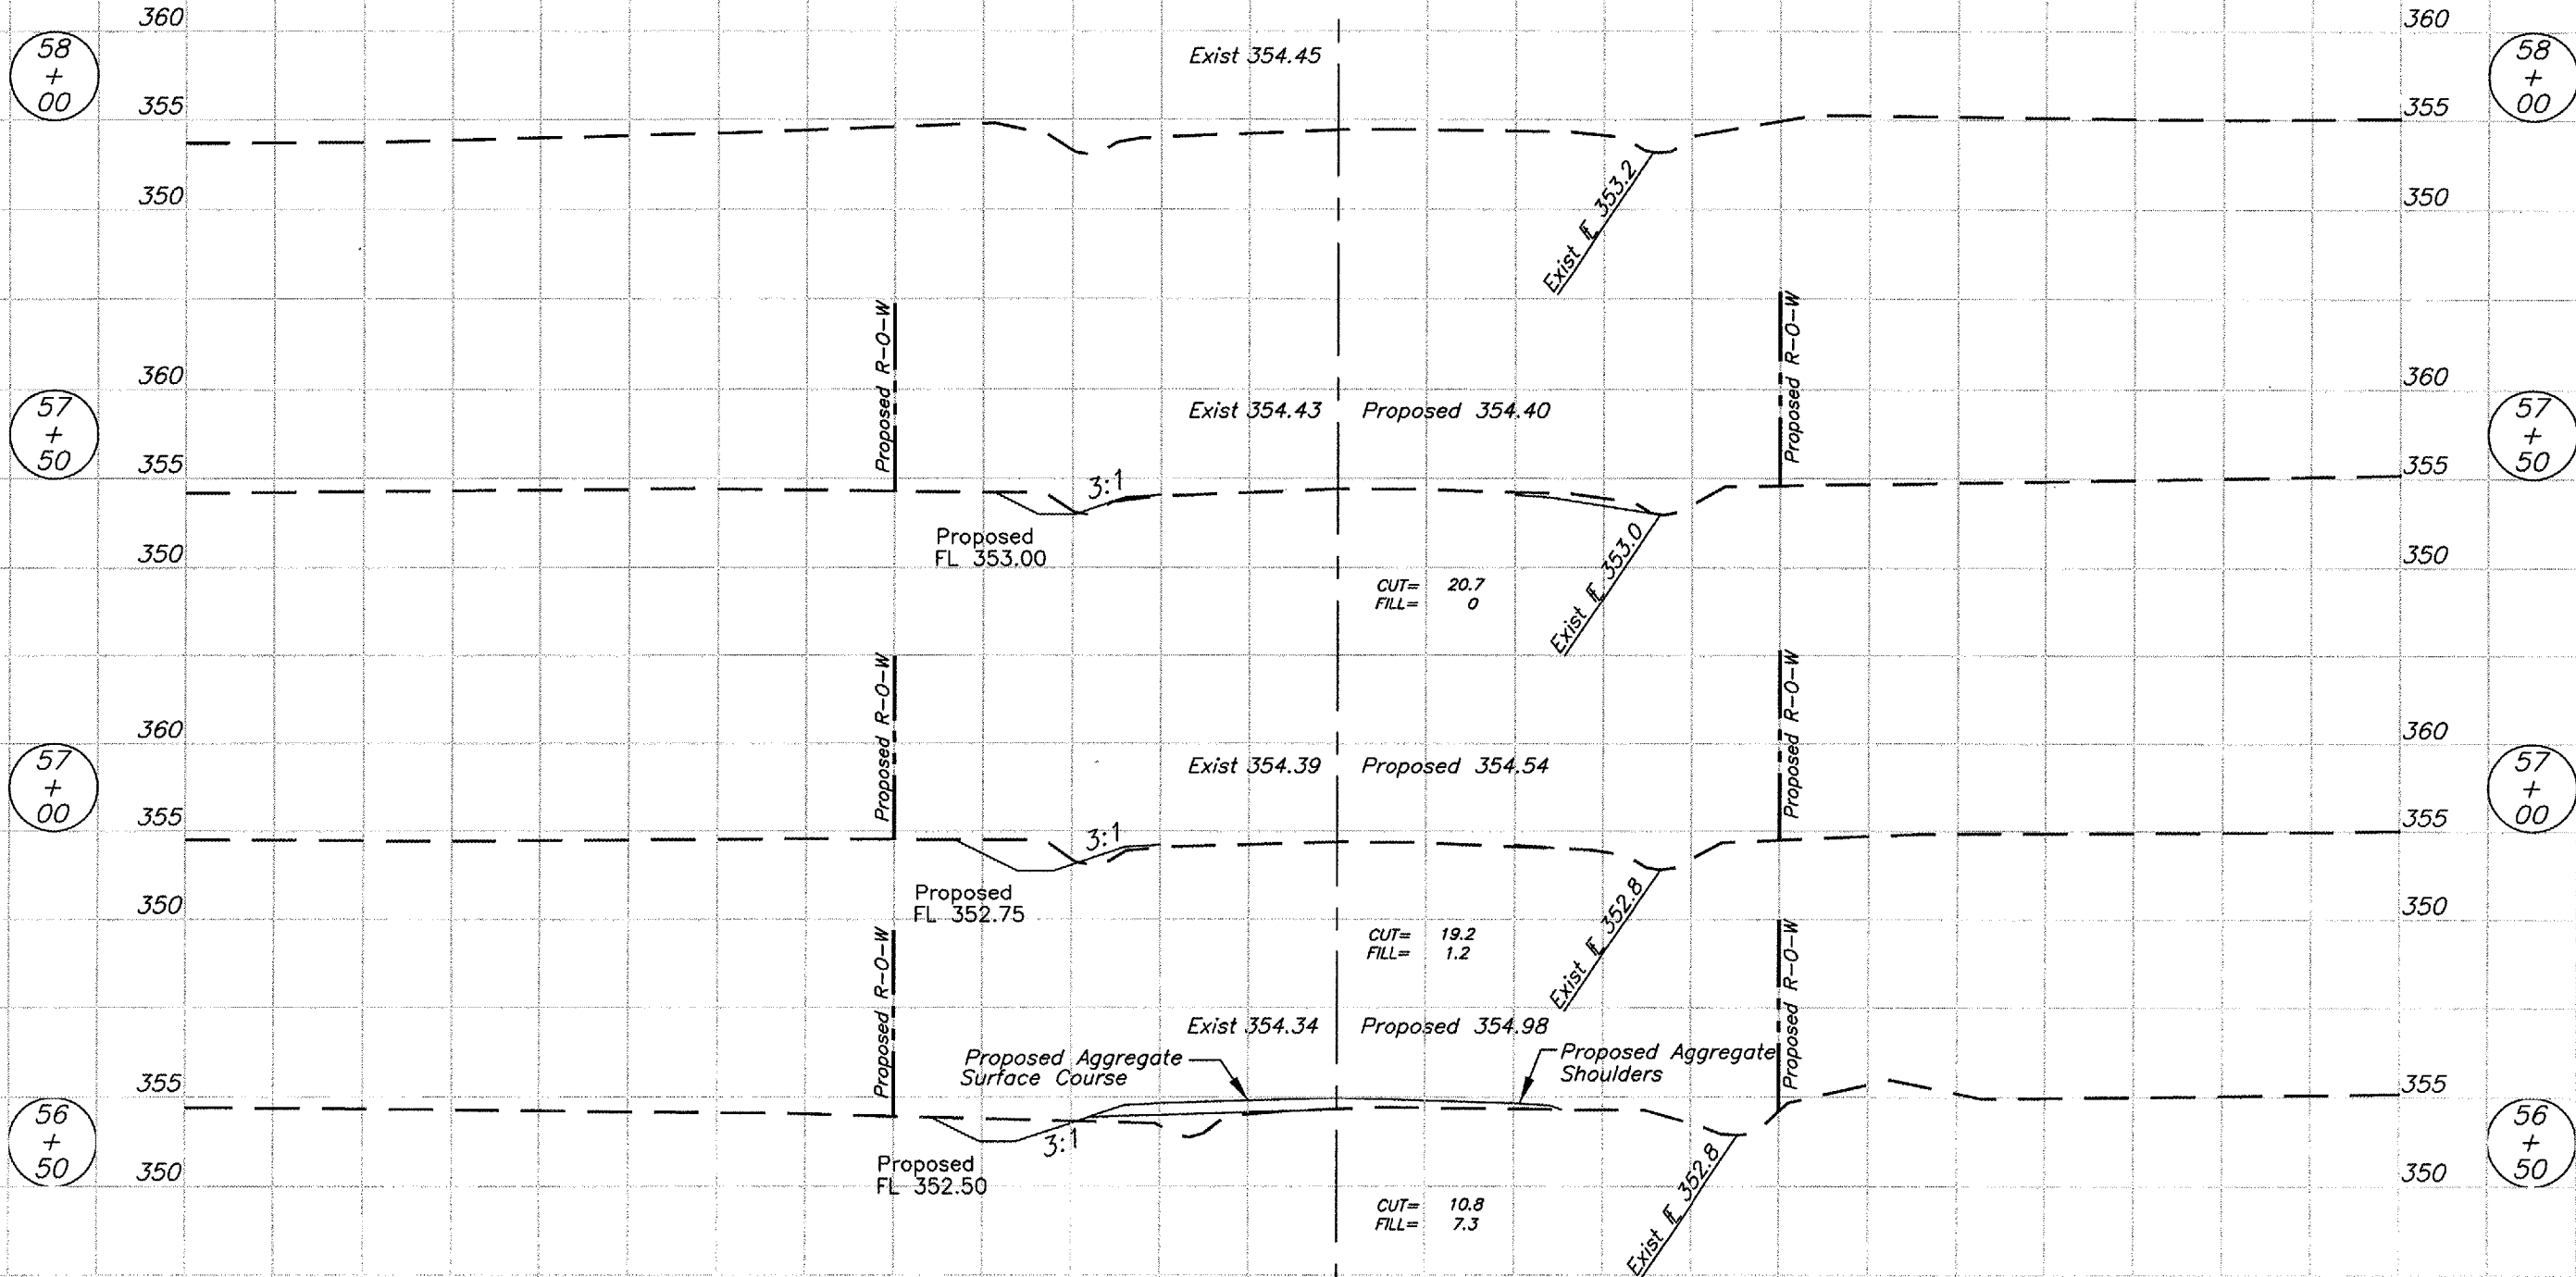 360
360
58
+
00
58
+
00
Exist 354.45
355
355
350
350
Exist FL 353.2
Proposed R-O-W
Proposed R-O-W
360
360
57
+
50
57
+
50
Exist 354.43
Proposed 354.40
355
355
3:1
Proposed
FL 353.00
350
350
Exist FL 353.0
CUT= 20.7
FILL= 0
Proposed R-O-W
Proposed R-O-W
360
360
57
+
00
57
+
00
Exist 354.39
Proposed 354.54
355
355
3:1
Proposed
FL 352.75
350
350
Exist FL 352.8
CUT= 19.2
FILL= 1.2
Proposed R-O-W
Proposed R-O-W
Exist 354.34
Proposed 354.98
Proposed Aggregate
Surface Course
Proposed Aggregate
Shoulders
355
355
56
+
50
56
+
50
3:1
Proposed
FL 352.50
350
350
Exist FL 352.8
CUT= 10.8
FILL= 7.3